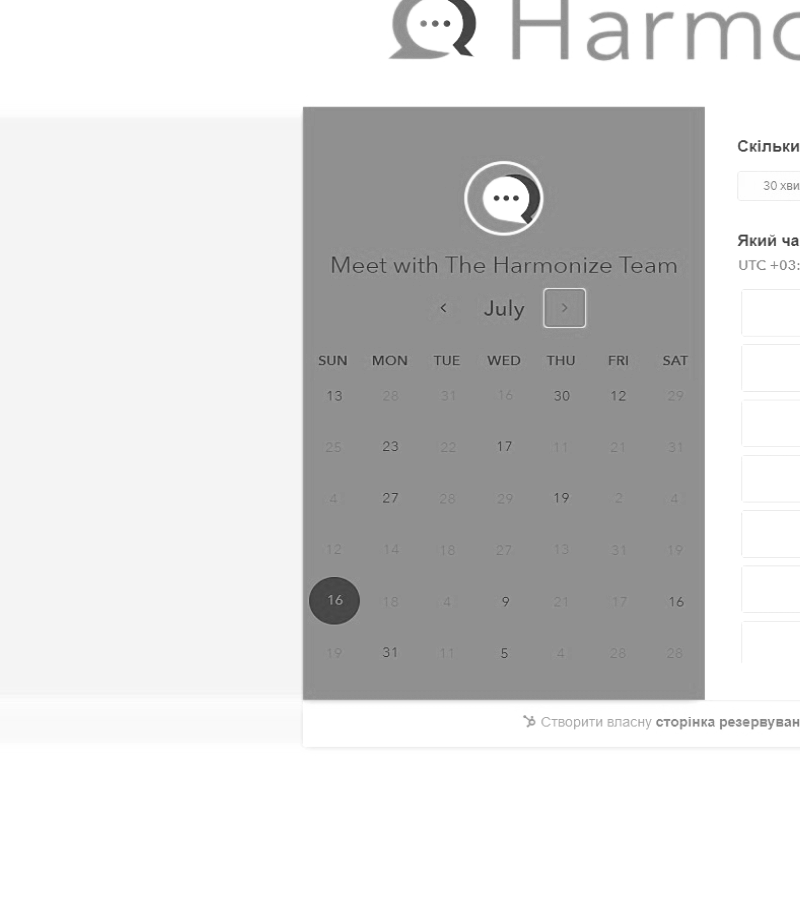 Harmo
Meet with The Harmonize Team
July
SUN MON TUE WED THU FRI SAT
13 28 31 16 30 12 29
25 23 22 17 11 21 31
4 27 28 29 19 2 4
12 14 18 27 13 31 19
16 18 4 9 21 17 16
19 31 11 5 4 28 28
Скільки
30 хви
Який ча
UTC +03:
Створити власну сторінка резервуван